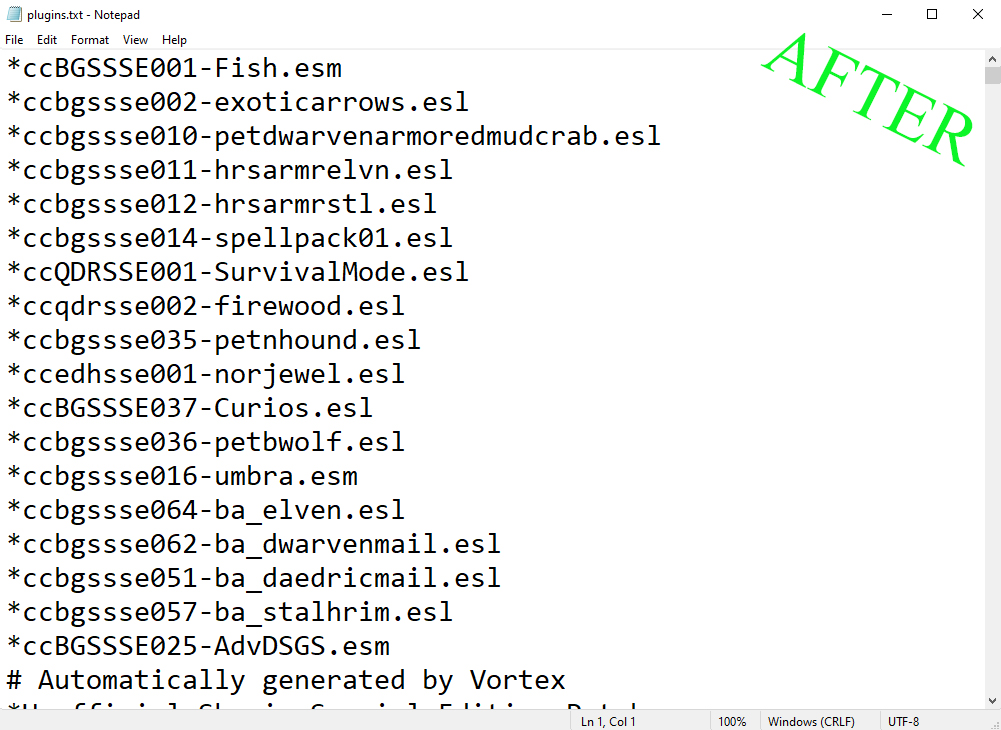 plugins.txt - Notepad
File Edit Format View Help
AFTER
*ccBGSSSE001-Fish.esm
*ccbgssse002-exoticarrows.esl
*ccbgssse010-petdwarvenarmoredmudcrab.esl
*ccbgssse011-hrsarmrelvn.esl
*ccbgssse012-hrsarmrstl.esl
*ccbgssse014-spellpack01.esl
*ccQDRSSE001-SurvivalMode.esl
*ccqdrsse002-firewood.esl
*ccbgssse035-petnhound.esl
*ccedhsse001-norjewel.esl
*ccBGSSSE037-Curios.esl
*ccbgssse036-petbwolf.esl
*ccbgssse016-umbra.esm
*ccbgssse064-ba_elven.esl
*ccbgssse062-ba_dwarvenmail.esl
*ccbgssse051-ba_daedricmail.esl
*ccbgssse057-ba_stalhrim.esl
*ccBGSSSE025-AdvDSGS.esm
# Automatically generated by Vortex
Ln 1, Col 1 100% Windows (CRLF) UTF-8